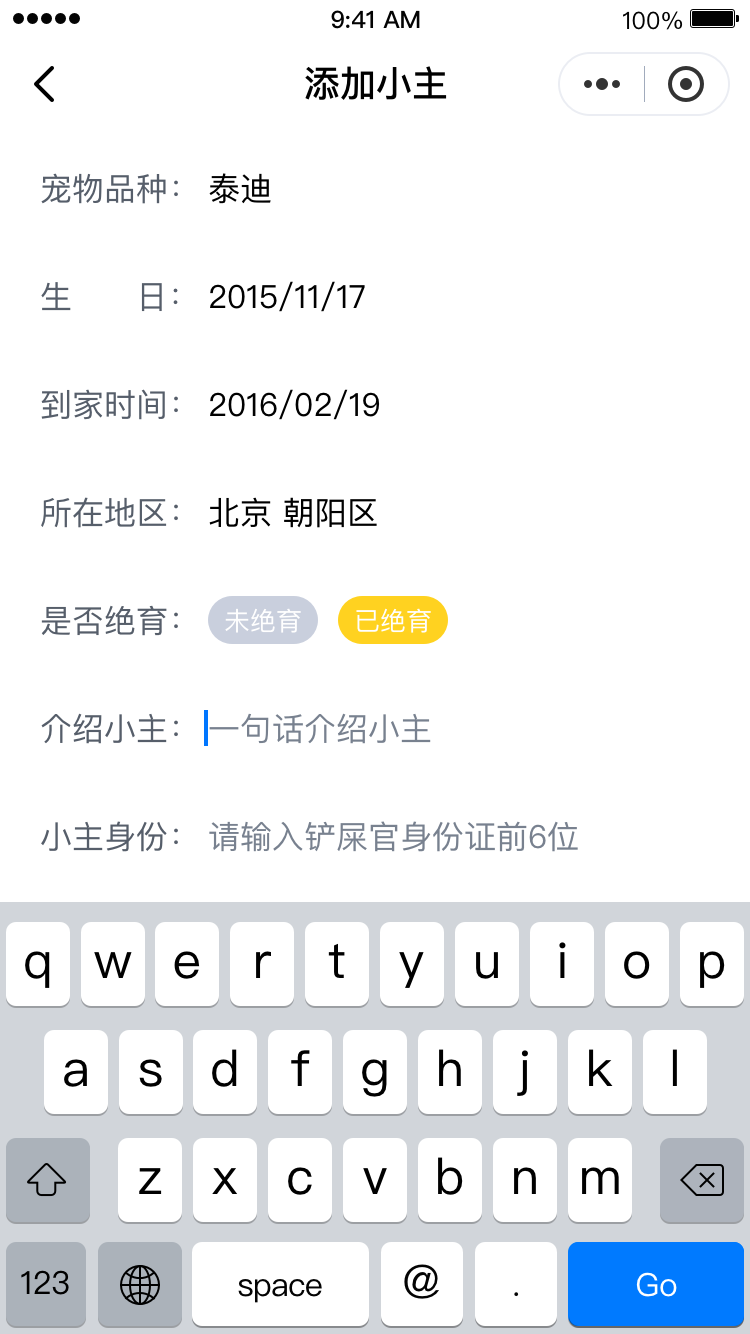 9:41 AM 100%
添加小主
宠物品种： 泰迪
生 日： 2015/11/17
到家时间： 2016/02/19
所在地区： 北京 朝阳区
是否绝育： 未绝育 已绝育
介绍小主： 一句话介绍小主
小主身份： 请输入铲屎官身份证前6位
q w e r t y u i o p
a s d f g h j k l
z x c v b n m
123 space @ . Go